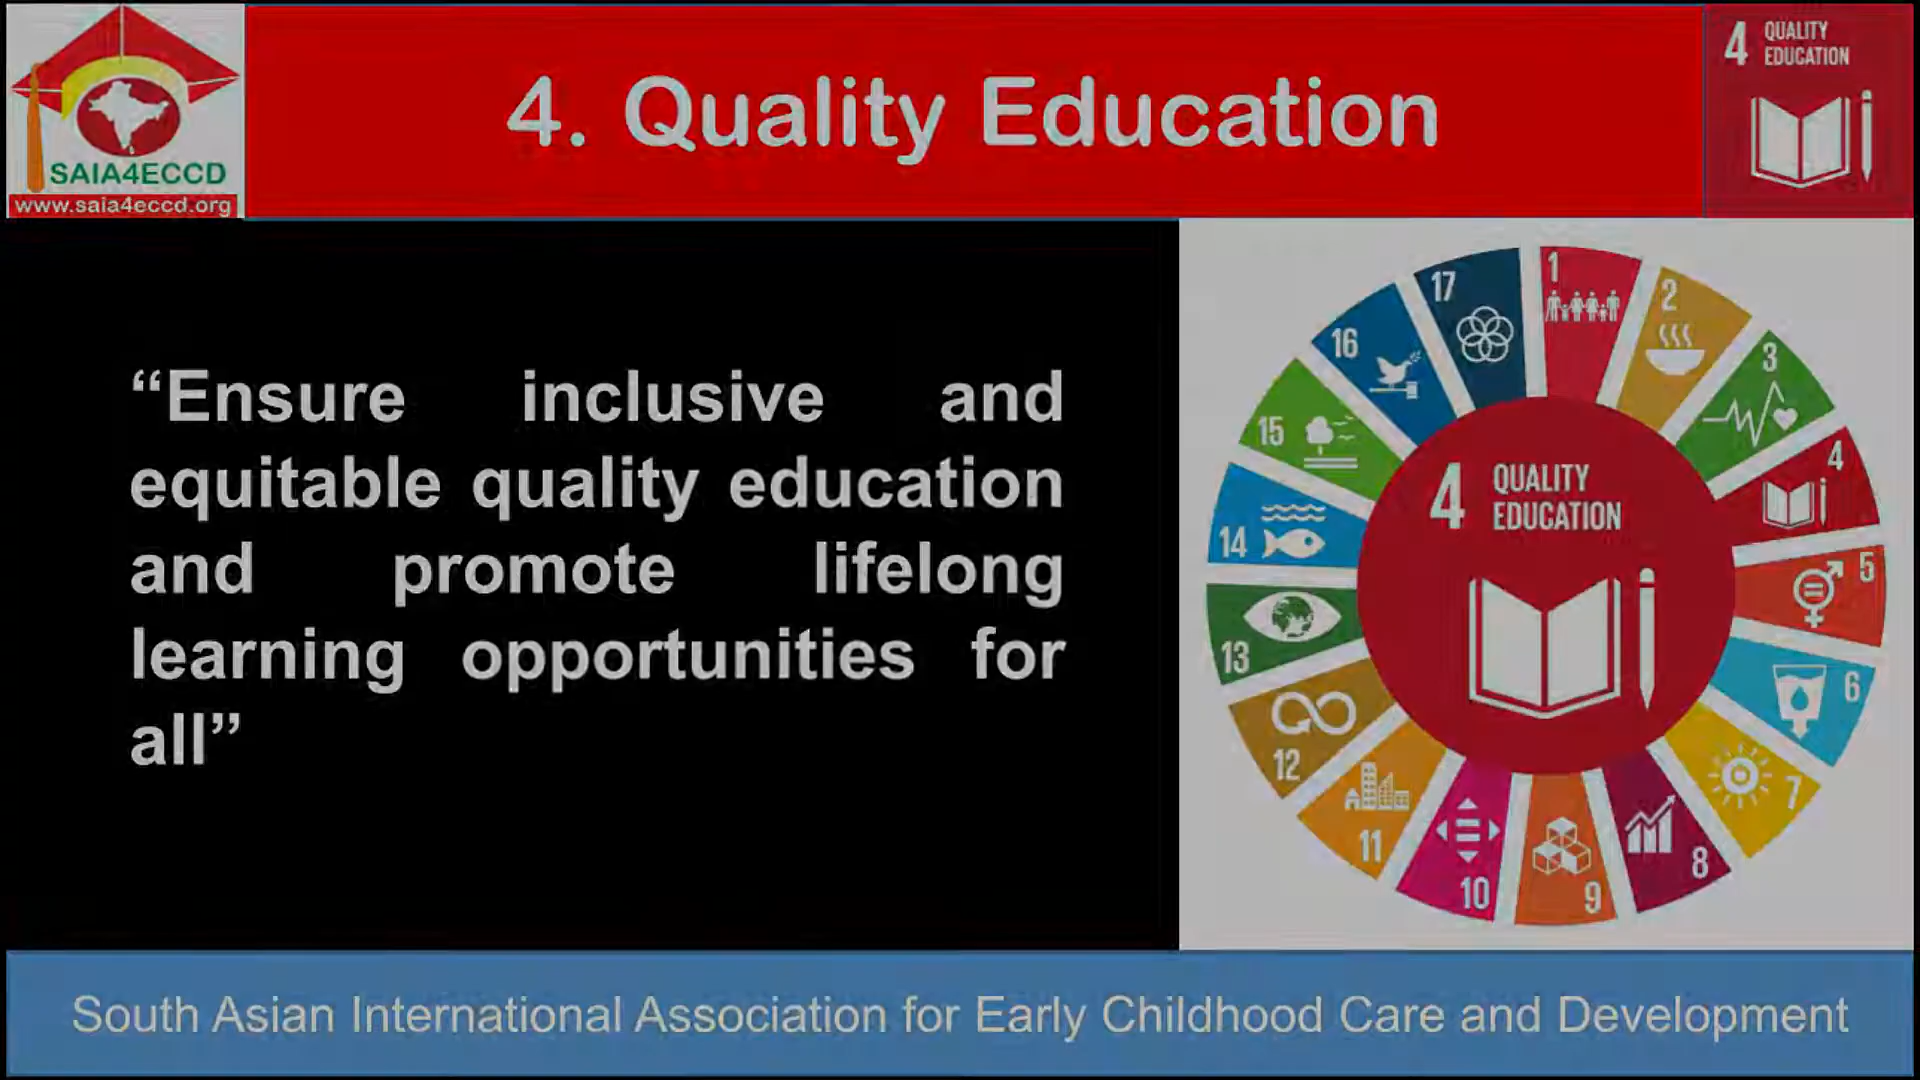 SAIA4ECCD
www.saia4eccd.org
4. Quality Education
4 QUALITY
EDUCATION
“Ensure inclusive and
equitable quality education
and promote lifelong
learning opportunities for
all”
1
2
3
4
5
6
7
8
9
10
11
12
13
14
15
16
17
4 QUALITY
EDUCATION
South Asian International Association for Early Childhood Care and Development